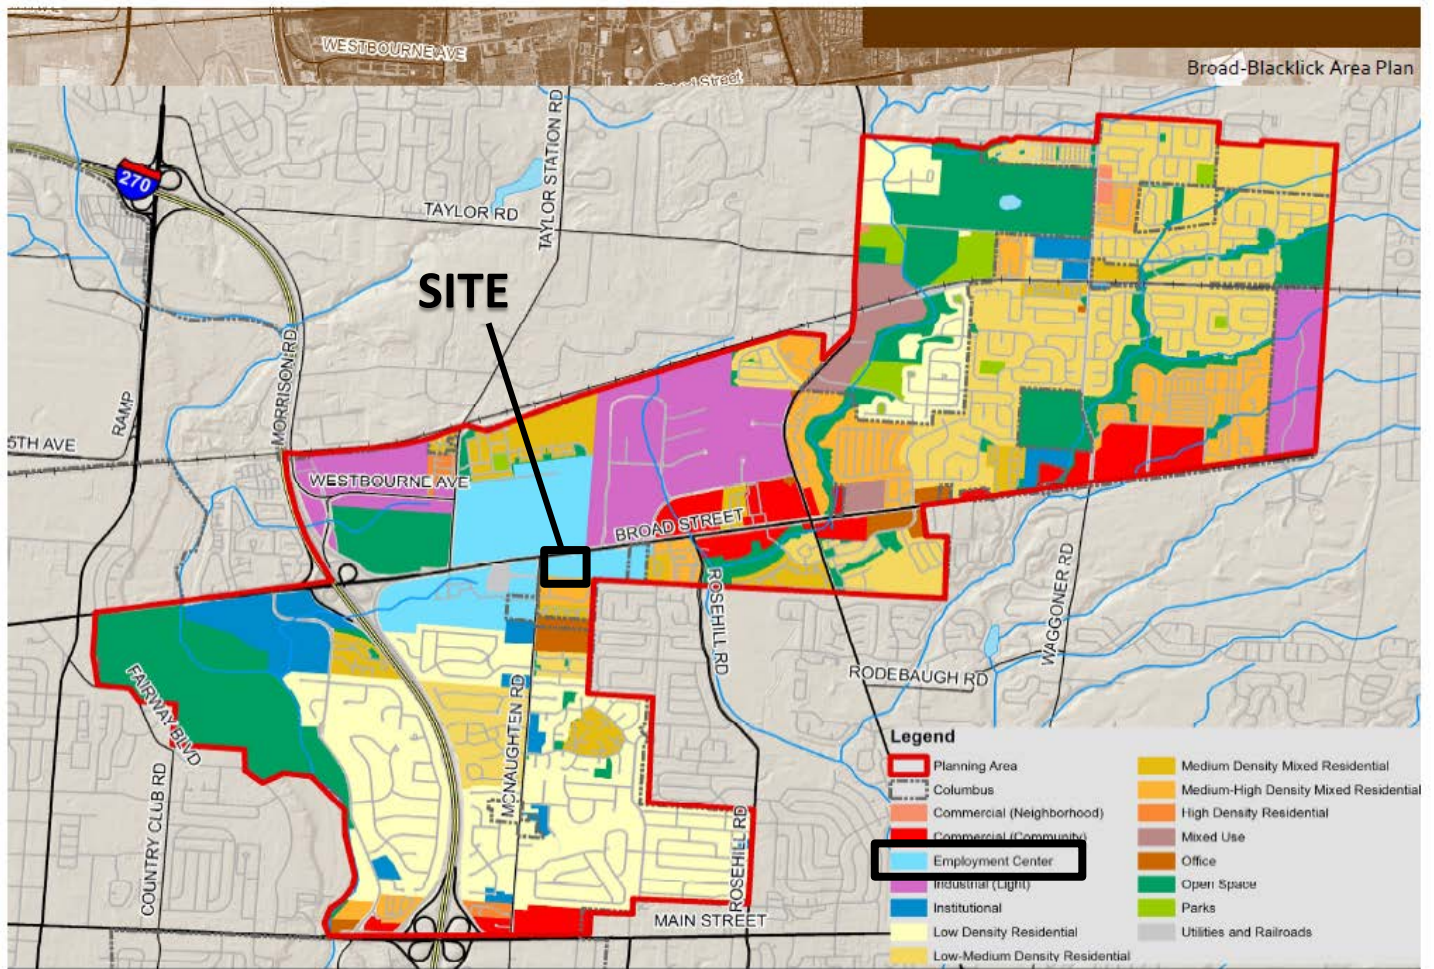 WESTBOURNE AVE
Broad-Blacklick Area Plan
270
TAYLOR STATION RD
TAYLOR RD
SITE
MORRISON RD
RAMP
5TH AVE
WESTBOURNE AVE
BROAD STREET
ROSEHILL RD
WAGGONER RD
RODEBAUGH RD
FAIRWAY BLVD
MCNAUGHTEN RD
COUNTRY CLUB RD
ROSEHILL RD
MAIN STREET
Legend
Planning Area
Columbus
Commercial (Neighborhood)
Commercial (Community)
Employment Center
Industrial (Light)
Institutional
Low Density Residential
Low-Medium Density Residential
Medium Density Mixed Residential
Medium-High Density Mixed Residential
High Density Residential
Mixed Use
Office
Open Space
Parks
Utilities and Railroads